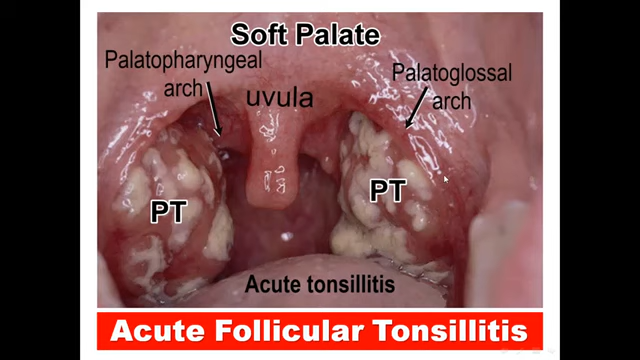 Soft Palate
Palatopharyngeal
arch
uvula
Palatoglossal
arch
PT
PT
Acute tonsillitis
Acute Follicular Tonsillitis